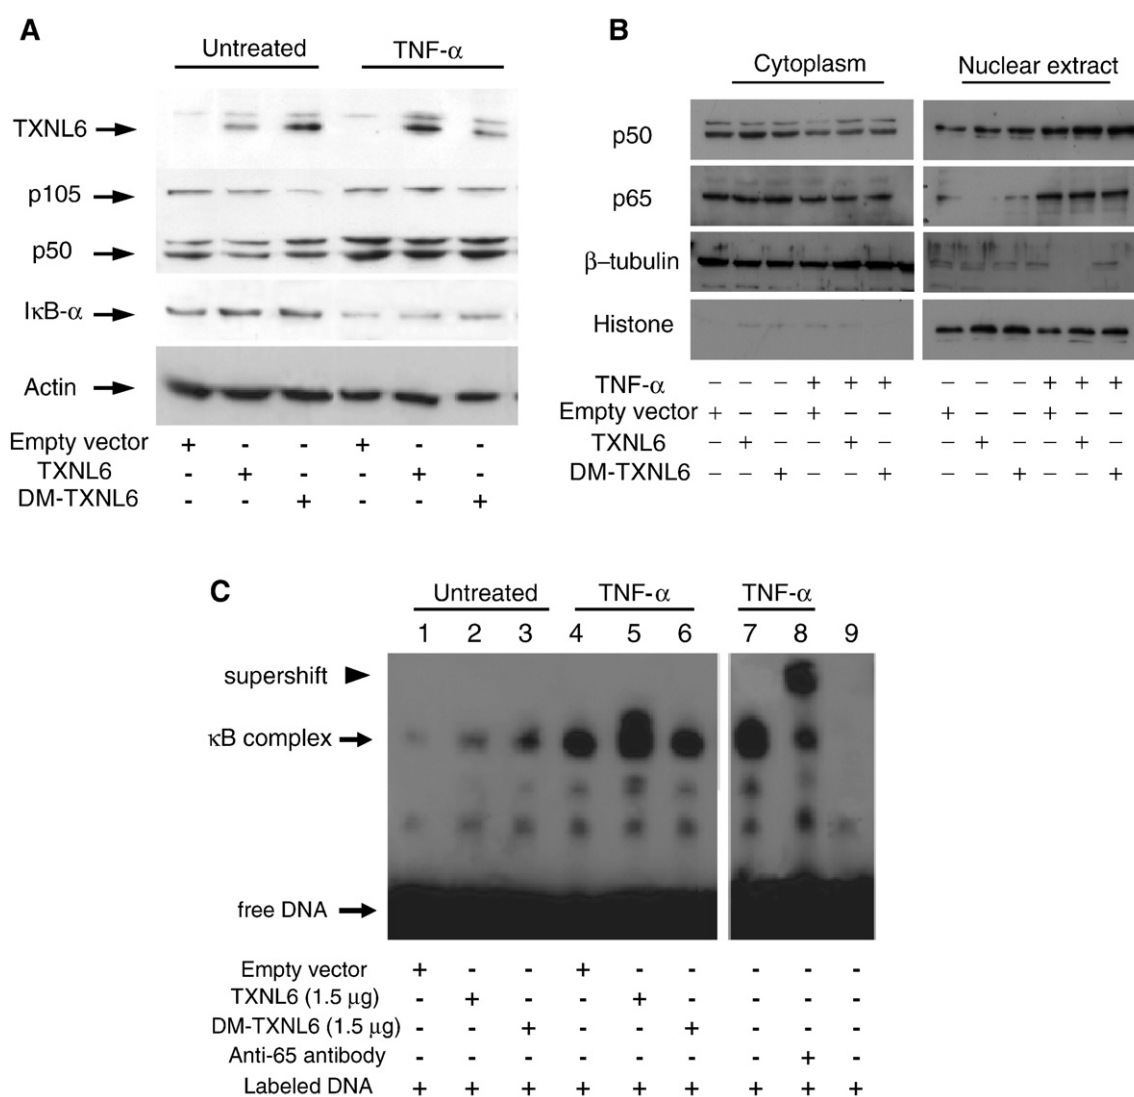 A
Untreated TNF-α
TXNL6
p105
p50
IκB-α
Actin
Empty vector + - - + - -
TXNL6 - + - - + -
DM-TXNL6 - - + - - +
B
Cytoplasm Nuclear extract
p50
p65
β–tubulin
Histone
TNF-α – – – + + + – – – + + +
Empty vector + – – + – – + – – + – –
TXNL6 – + – – + – – + – – + –
DM-TXNL6 – – + – – + – – + – – +
C
Untreated TNF-α TNF-α
1 2 3 4 5 6 7 8 9
supershift
κB complex
free DNA
Empty vector + - - + - - - - -
TXNL6 (1.5 μg) - + - - + - - - -
DM-TXNL6 (1.5 μg) - - + - - + - - -
Anti-65 antibody - - - - - - - + -
Labeled DNA + + + + + + + + +